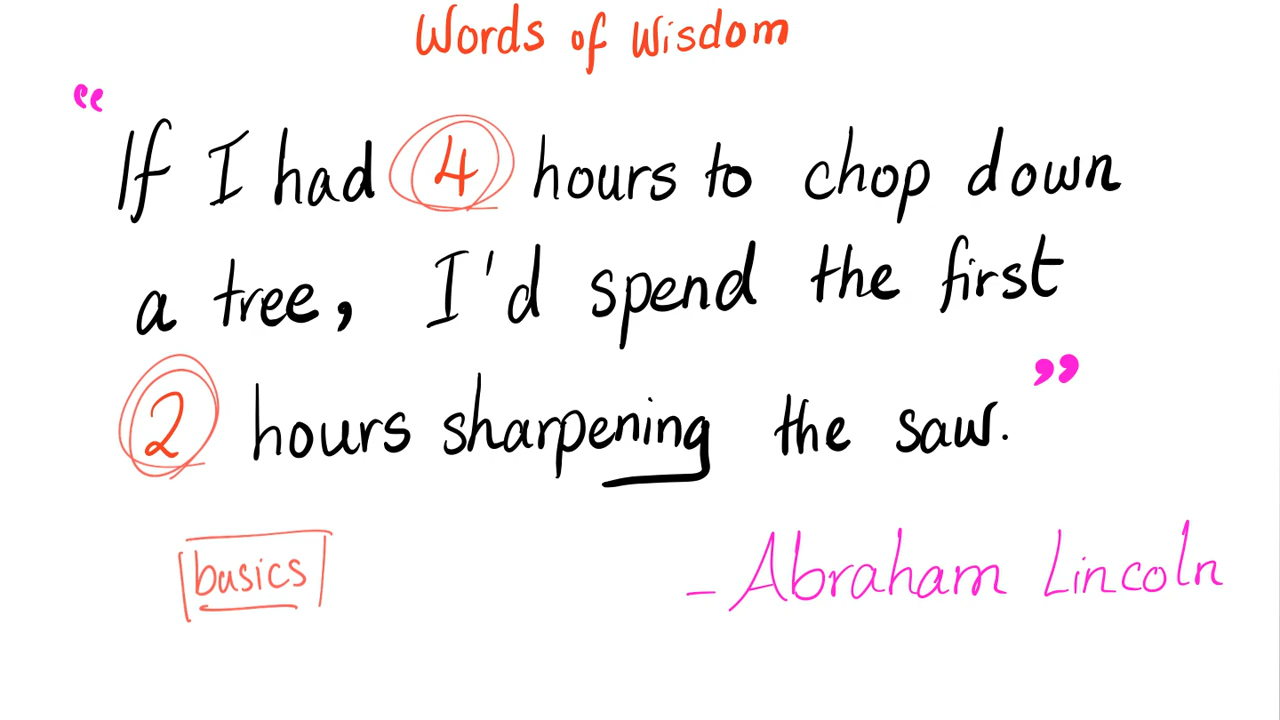 Words of Wisdom
“
If I had 4 hours to chop down
a tree, I'd spend the first
2 hours sharpening the saw.”
basics
- Abraham Lincoln